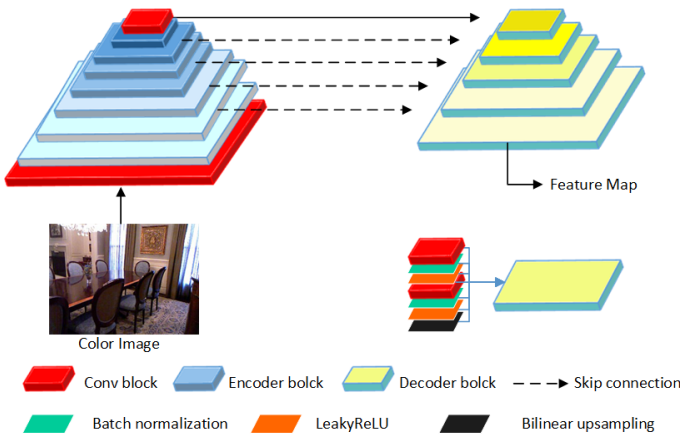 Feature Map
Color Image
Conv block
Encoder bolck
Decoder bolck
Skip connection
Batch normalization
LeakyReLU
Bilinear upsampling